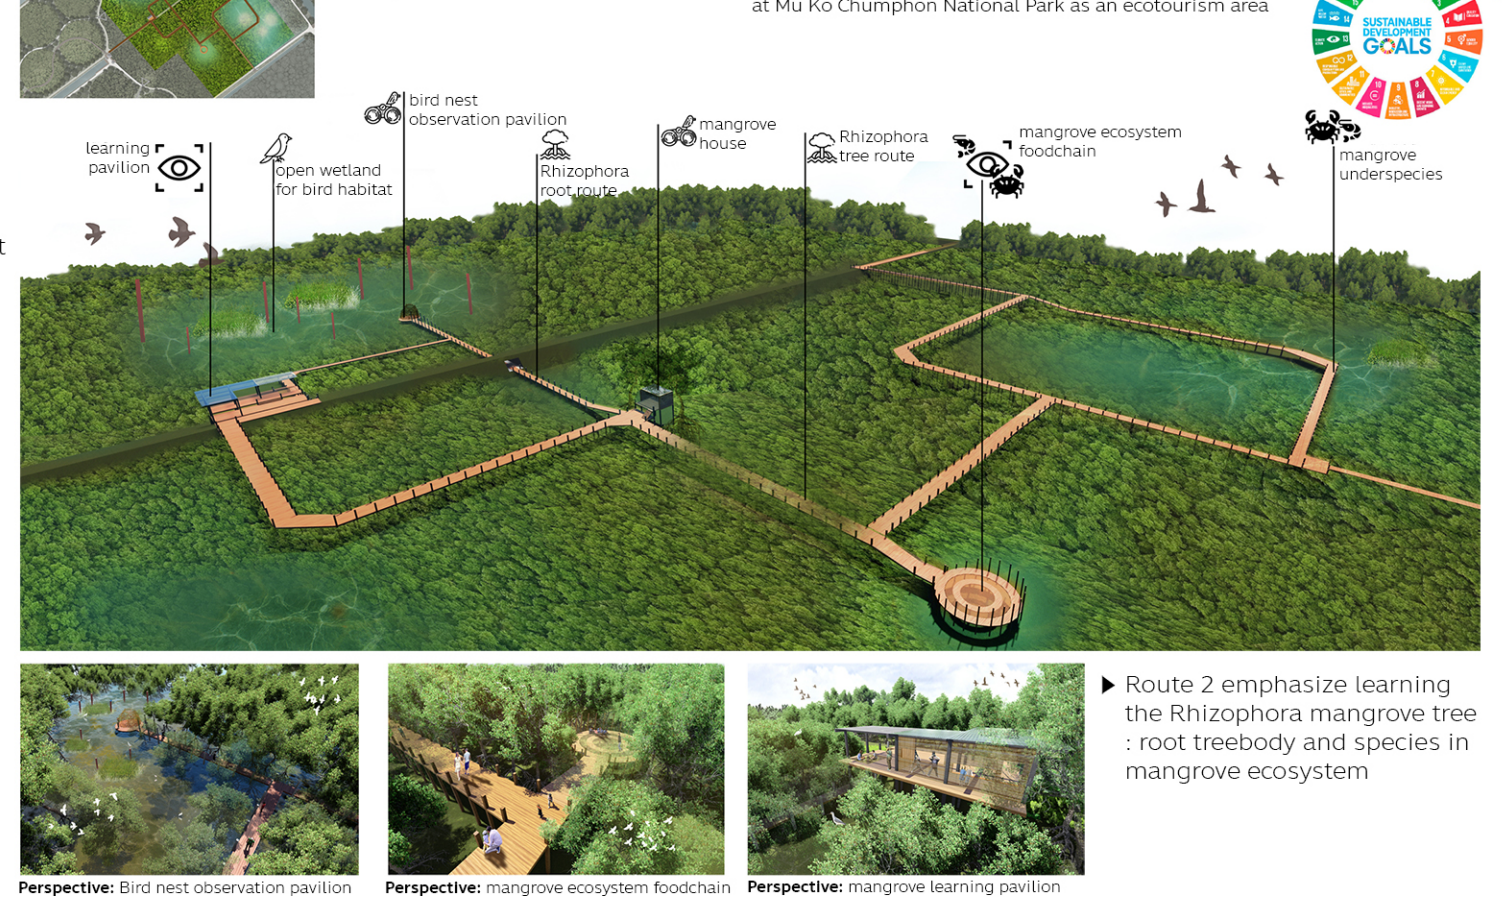 at Mu Ko Chumphon National Park as an ecotourism area
SUSTAINABLE
DEVELOPMENT
GOALS
bird nest
observation pavilion
learning
pavilion
open wetland
for bird habitat
Rhizophora
root route
mangrove
house
Rhizophora
tree route
mangrove ecosystem
foodchain
mangrove
underspecies
t
Route 2 emphasize learning
the Rhizophora mangrove tree
: root treebody and species in
mangrove ecosystem
Perspective: Bird nest observation pavilion
Perspective: mangrove ecosystem foodchain
Perspective: mangrove learning pavilion